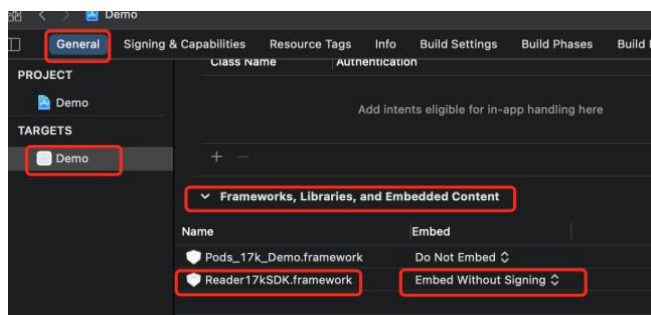 Demo
General Signing & Capabilities Resource Tags Info Build Settings Build Phases Build
Class Name Authentication
PROJECT
Demo
Add intents eligible for in-app handling here
TARGETS
Demo
+ −
Frameworks, Libraries, and Embedded Content
Name Embed
Pods_17k_Demo.framework Do Not Embed
Reader17kSDK.framework Embed Without Signing